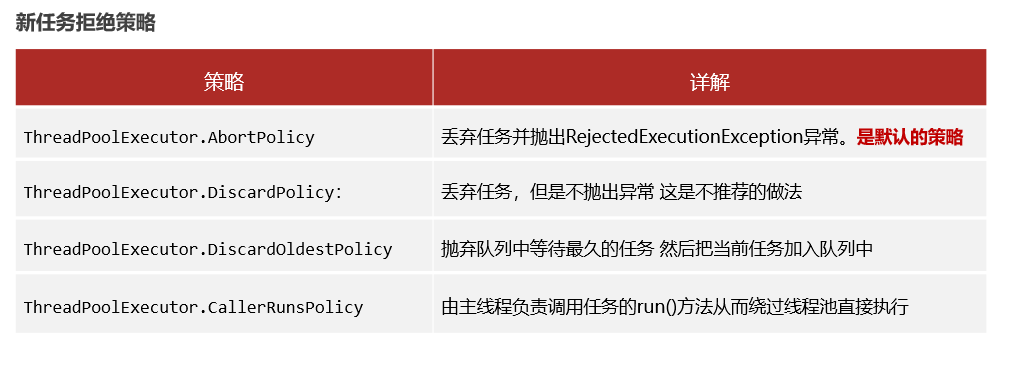 新任务拒绝策略
策略 详解
ThreadPoolExecutor.AbortPolicy 丢弃任务并抛出RejectedExecutionException异常。是默认的策略
ThreadPoolExecutor.DiscardPolicy： 丢弃任务，但是不抛出异常 这是不推荐的做法
ThreadPoolExecutor.DiscardOldestPolicy 抛弃队列中等待最久的任务 然后把当前任务加入队列中
ThreadPoolExecutor.CallerRunsPolicy 由主线程负责调用任务的run()方法从而绕过线程池直接执行